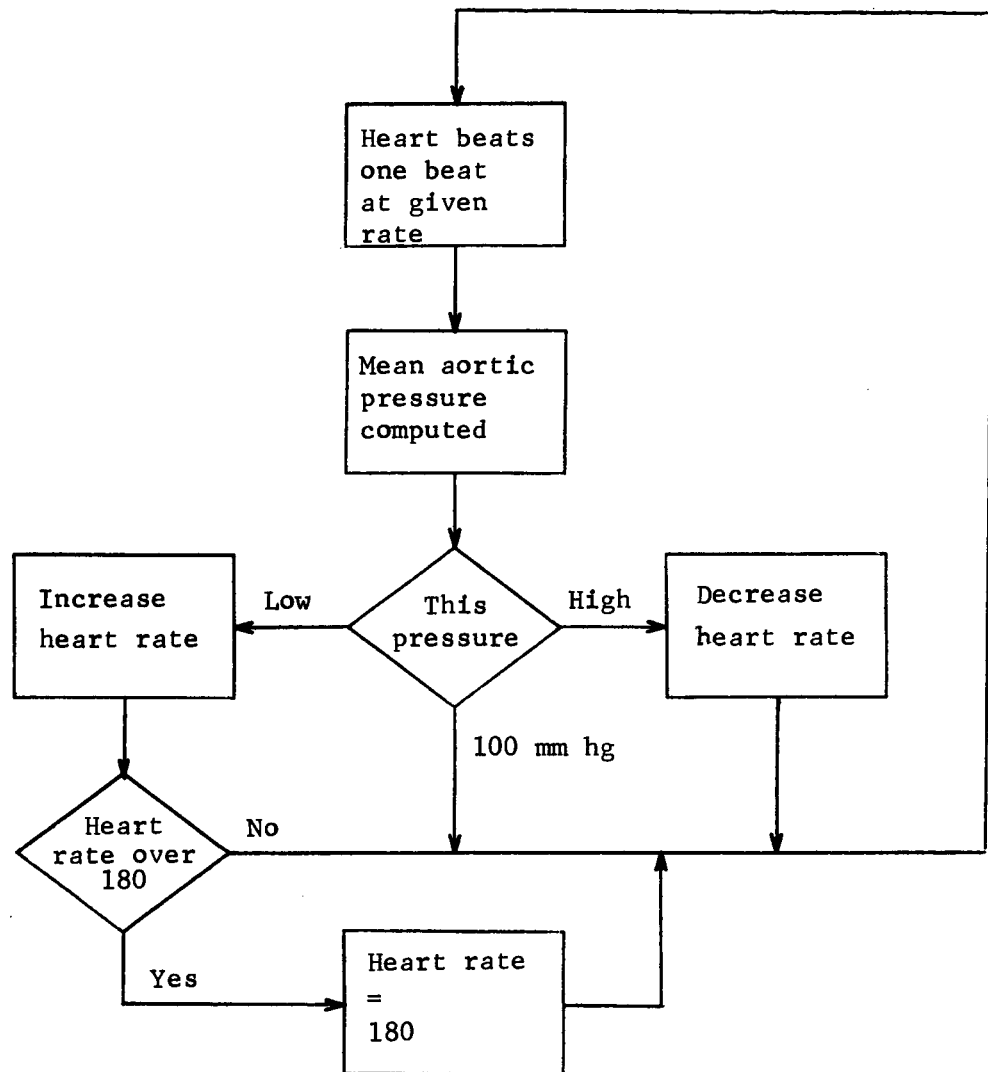 Heart beats
one beat
at given
rate
Mean aortic
pressure
computed
Increase
heart rate
Low
This
pressure
High
Decrease
heart rate
100 mm hg
Heart
rate over
180
No
Yes
Heart rate
=
180